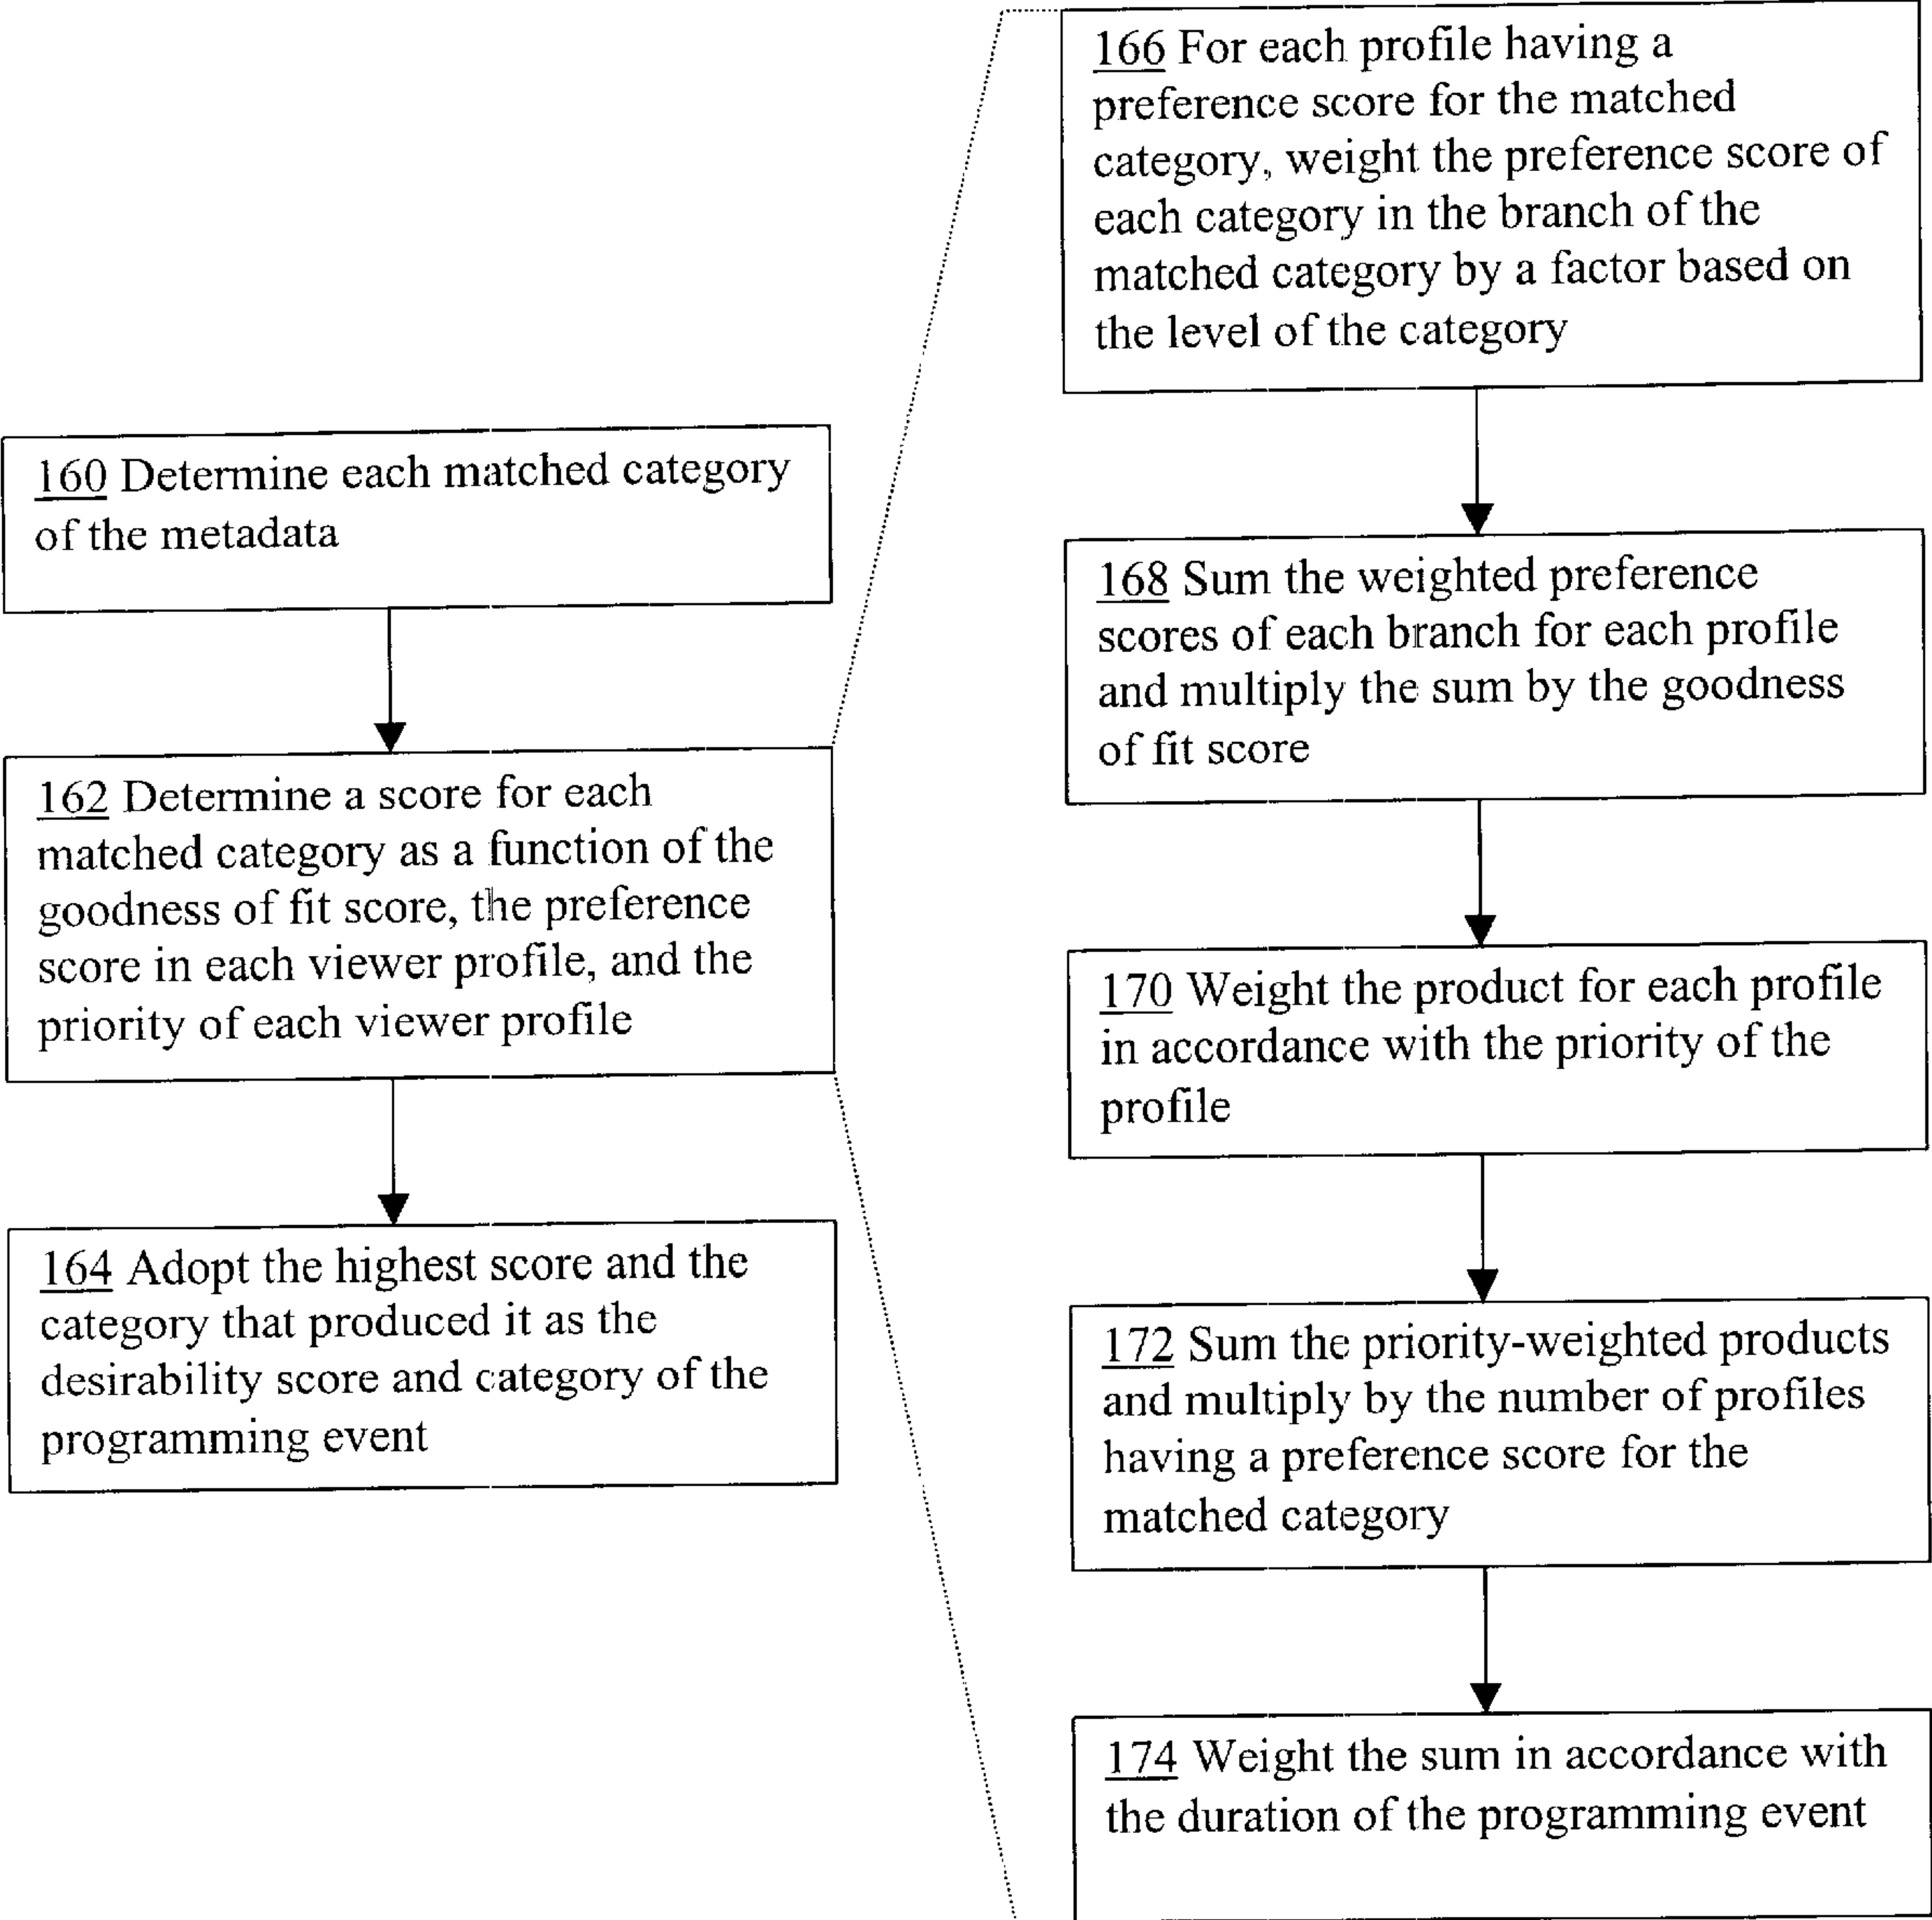 160 Determine each matched category
of the metadata
162 Determine a score for each
matched category as a function of the
goodness of fit score, the preference
score in each viewer profile, and the
priority of each viewer profile
164 Adopt the highest score and the
category that produced it as the
desirability score and category of the
programming event
166 For each profile having a
preference score for the matched
category, weight the preference score of
each category in the branch of the
matched category by a factor based on
the level of the category
168 Sum the weighted preference
scores of each branch for each profile
and multiply the sum by the goodness
of fit score
170 Weight the product for each profile
in accordance with the priority of the
profile
172 Sum the priority-weighted products
and multiply by the number of profiles
having a preference score for the
matched category
174 Weight the sum in accordance with
the duration of the programming event